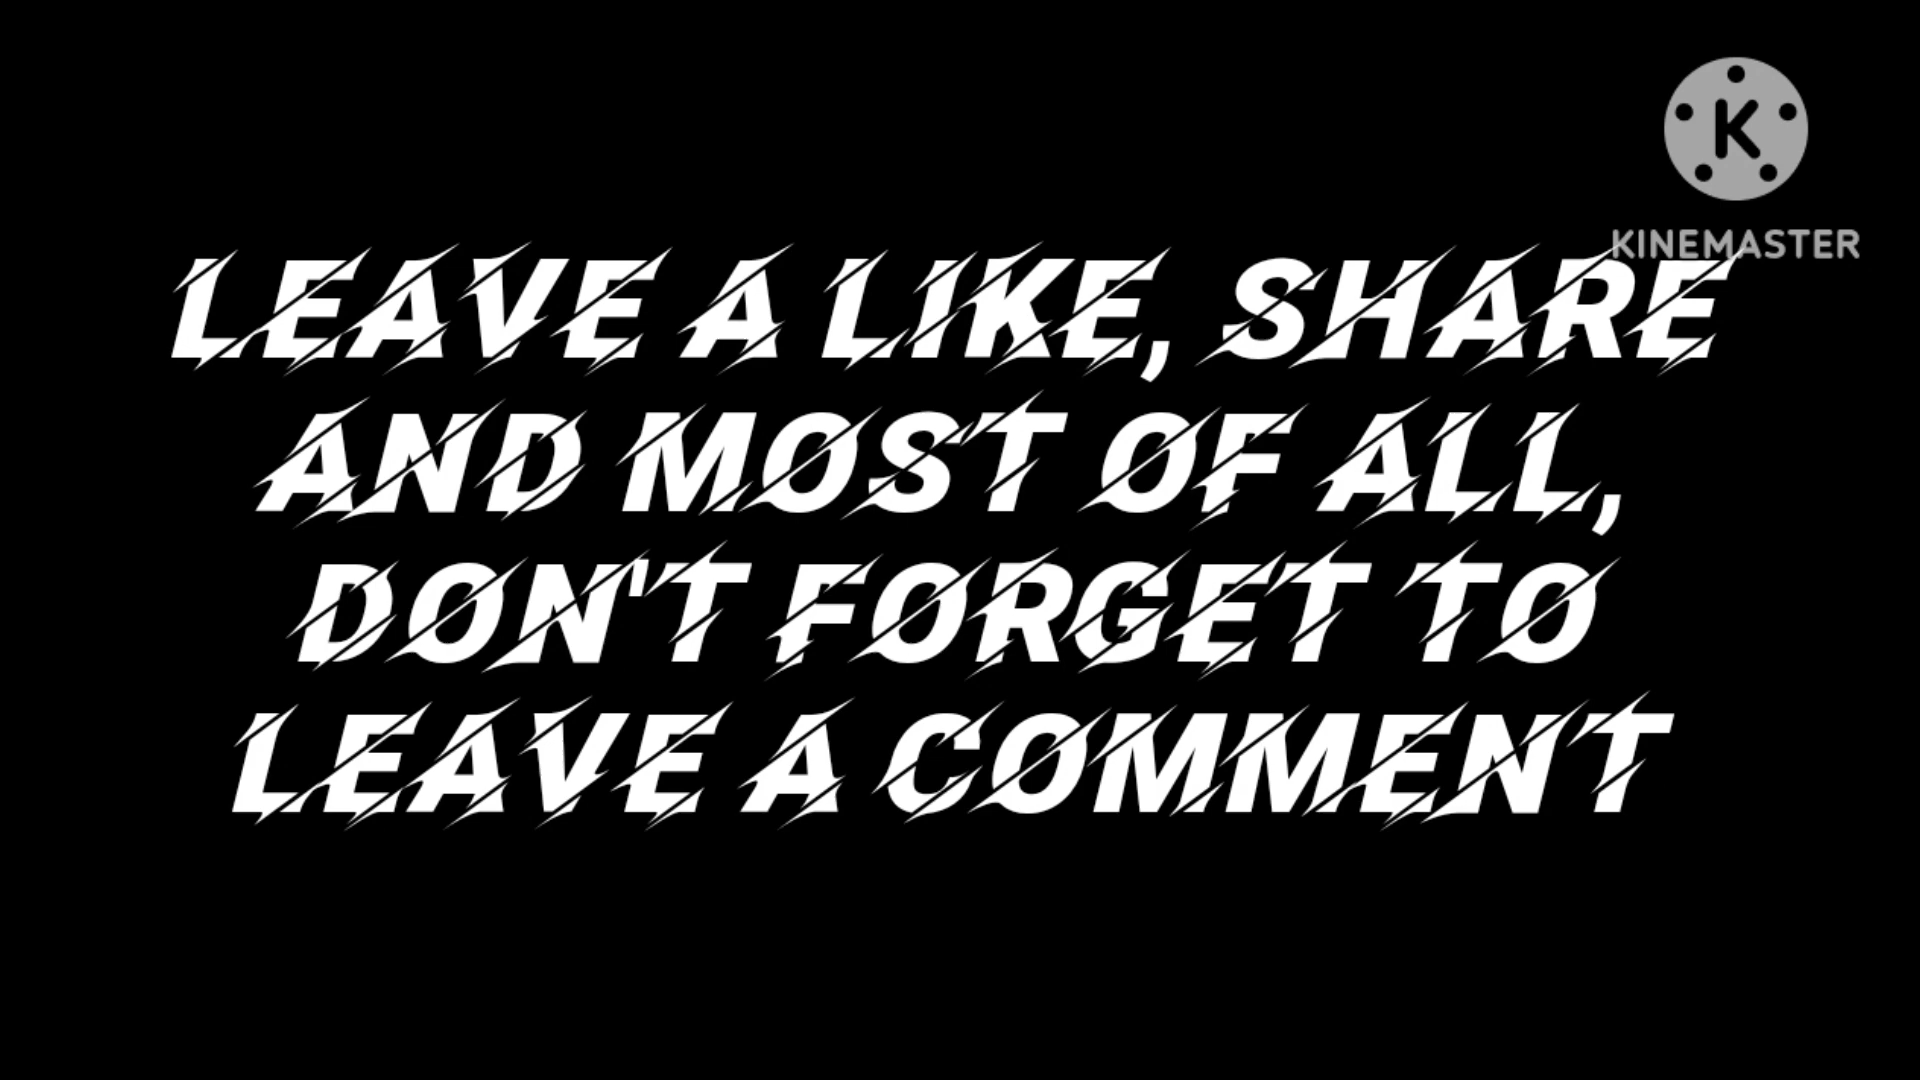 K
KINEMASTER
LEAVE A LIKE, SHARE
AND MOST OF ALL,
DON'T FORGET TO
LEAVE A COMMENT